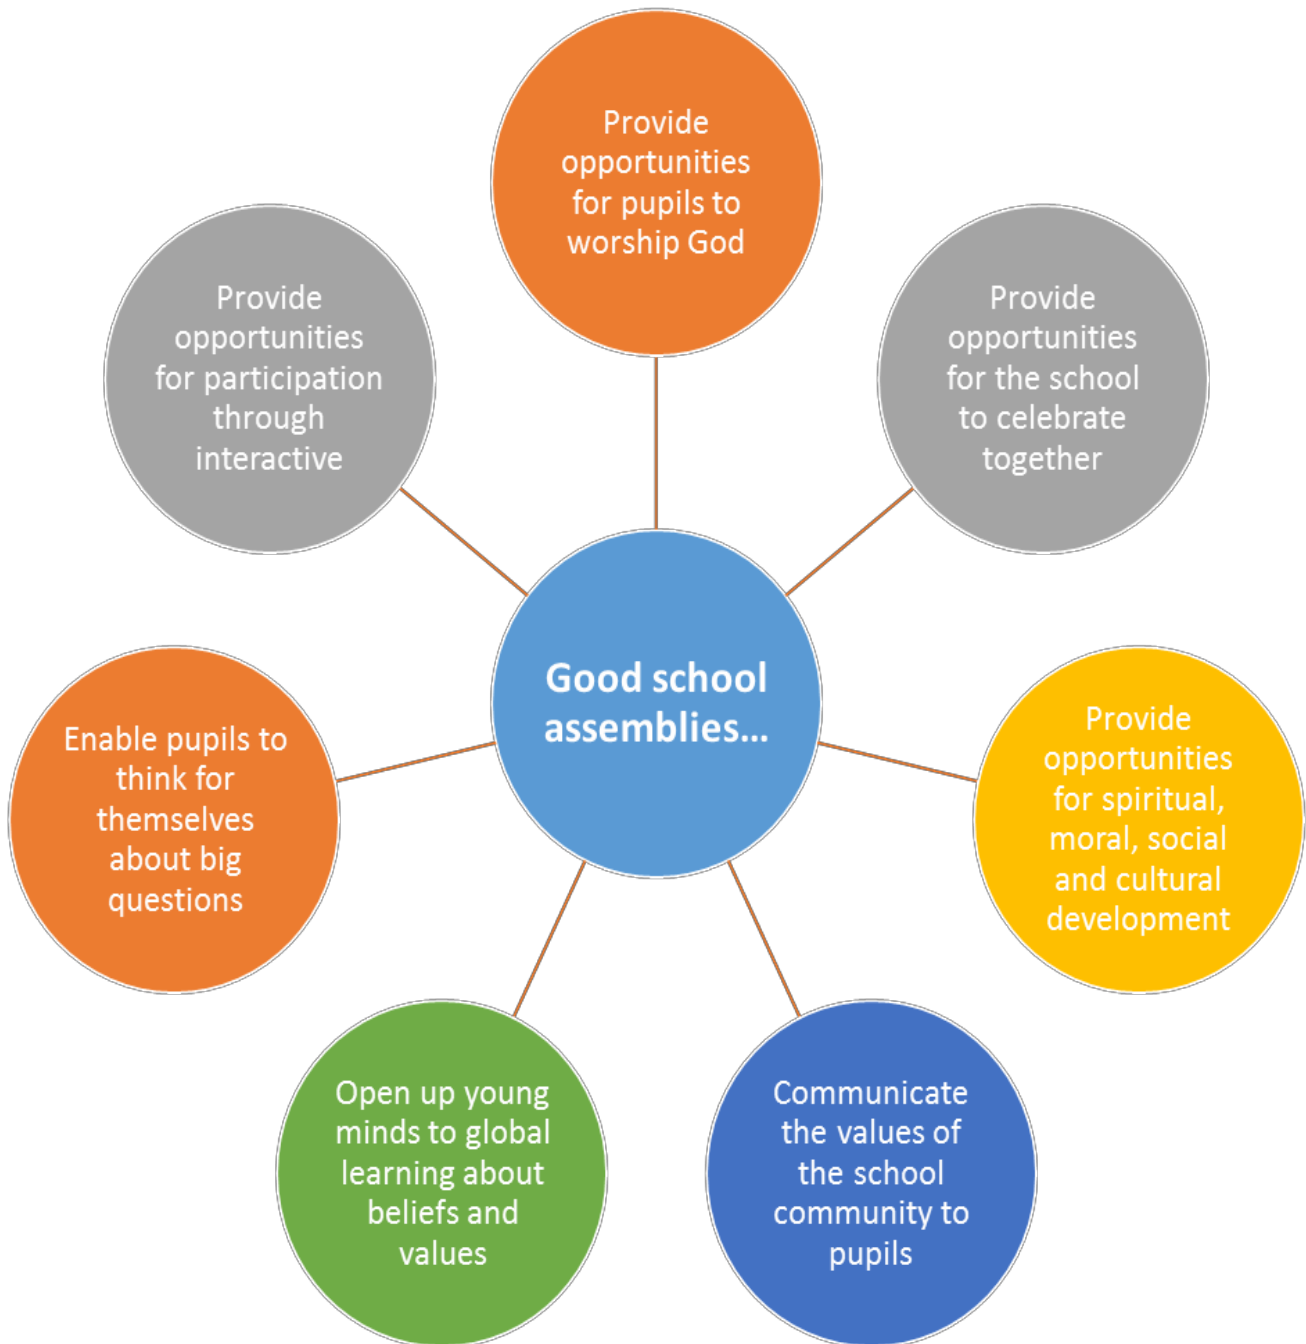 Good school
assemblies...
Provide
opportunities
for pupils to
worship God
Provide
opportunities
for the school
to celebrate
together
Provide
opportunities
for spiritual,
moral, social
and cultural
development
Communicate
the values of
the school
community to
pupils
Open up young
minds to global
learning about
beliefs and
values
Enable pupils to
think for
themselves
about big
questions
Provide
opportunities
for participation
through
interactive